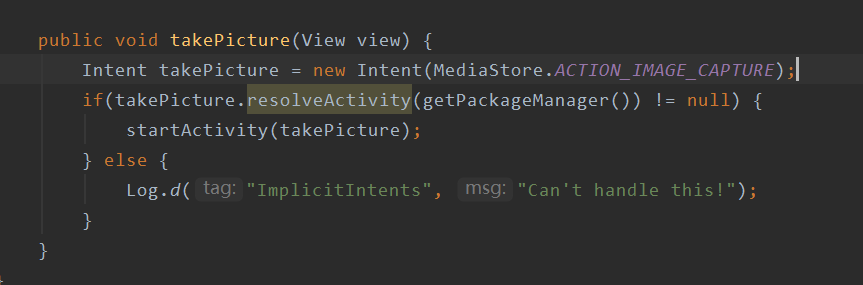 public void takePicture(View view) {
Intent takePicture = new Intent(MediaStore.ACTION_IMAGE_CAPTURE);
if(takePicture.resolveActivity(getPackageManager()) != null) {
startActivity(takePicture);
} else {
Log.d( tag: "ImplicitIntents", msg: "Can't handle this!");
}
}